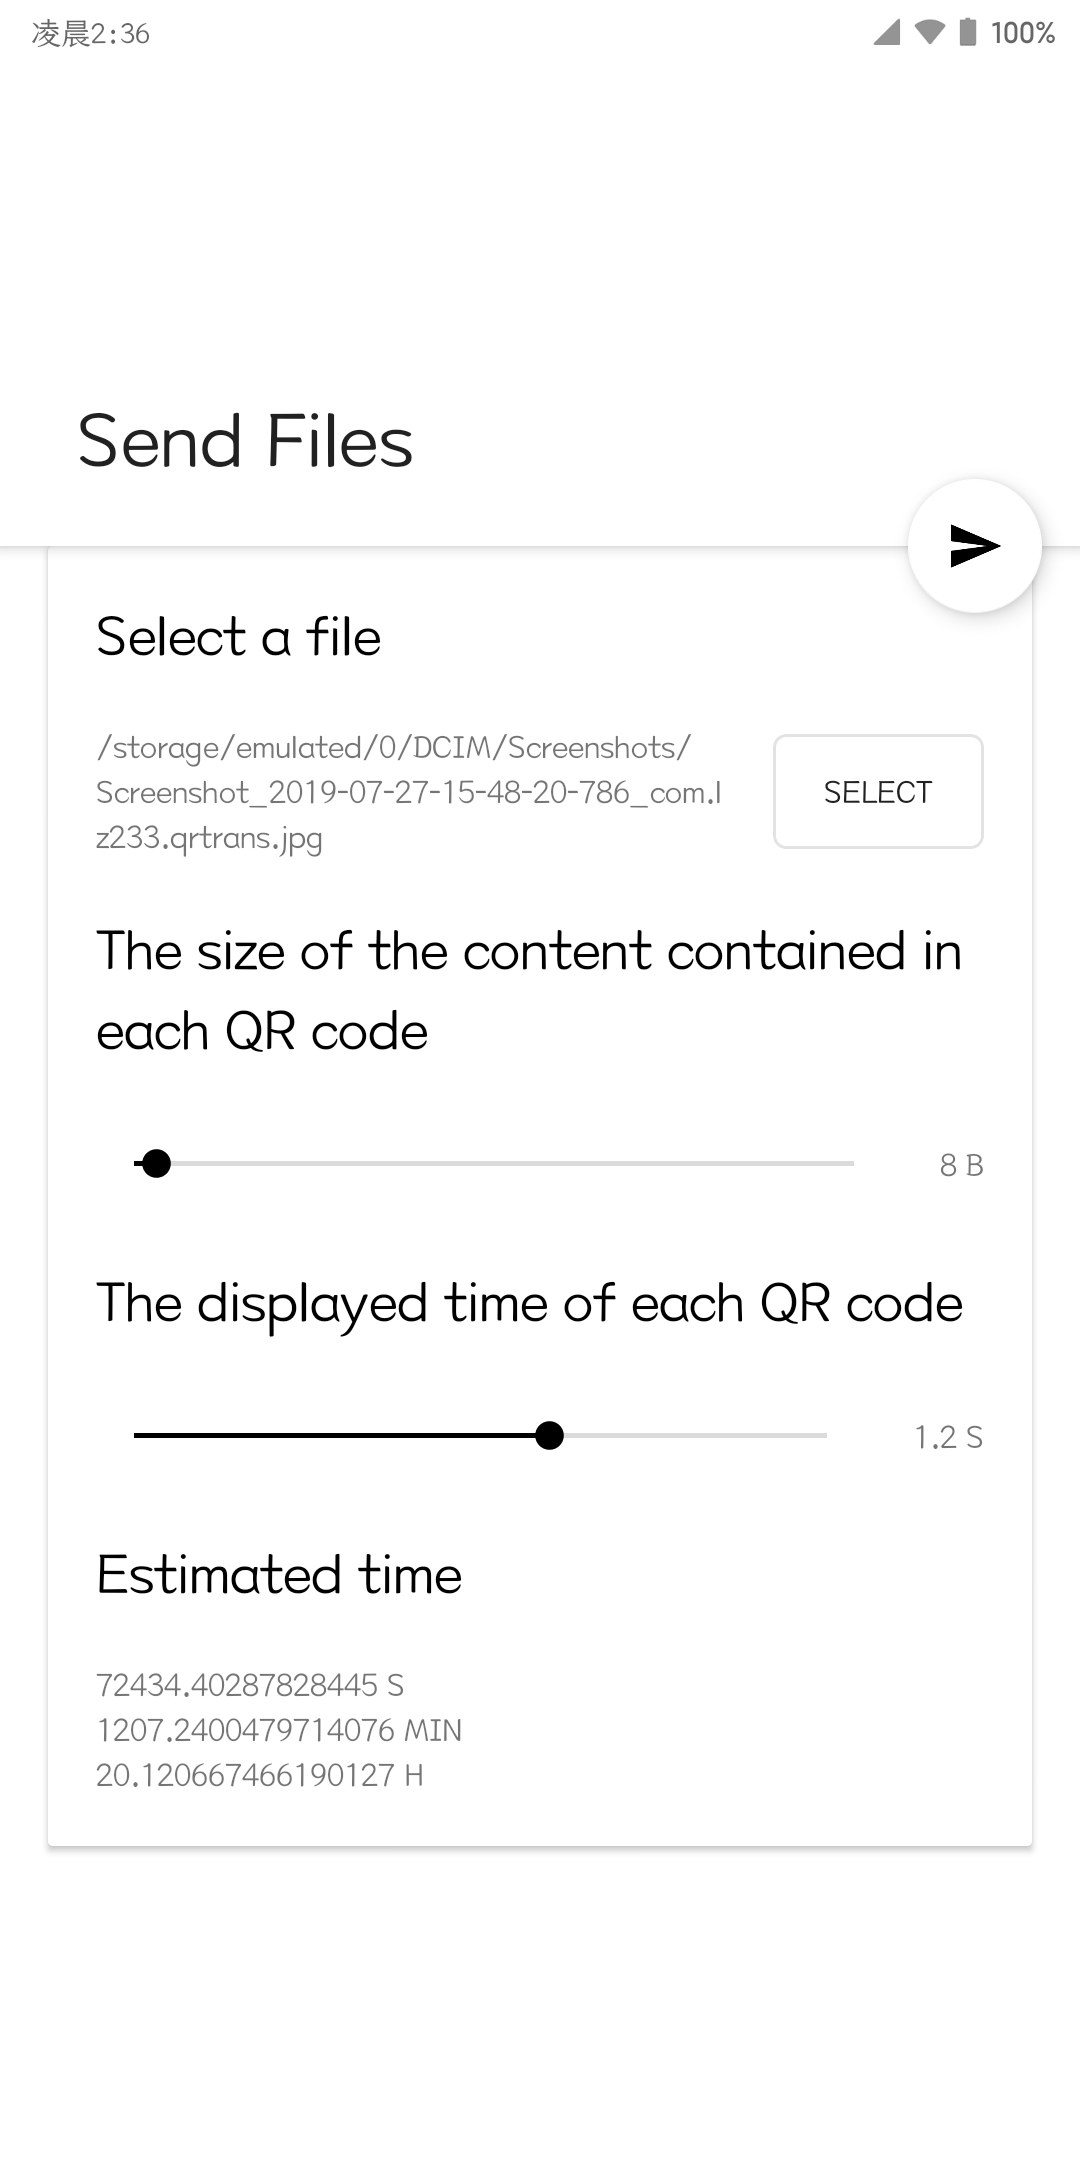 凌晨2:36
100%
Send Files
Select a file
/storage/emulated/0/DCIM/Screenshots/
Screenshot_2019-07-27-15-48-20-786_com.l
z233.qrtrans.jpg
SELECT
The size of the content contained in
each QR code
8 B
The displayed time of each QR code
1.2 S
Estimated time
72434.40287828445 S
1207.2400479714076 MIN
20.120667466190127 H